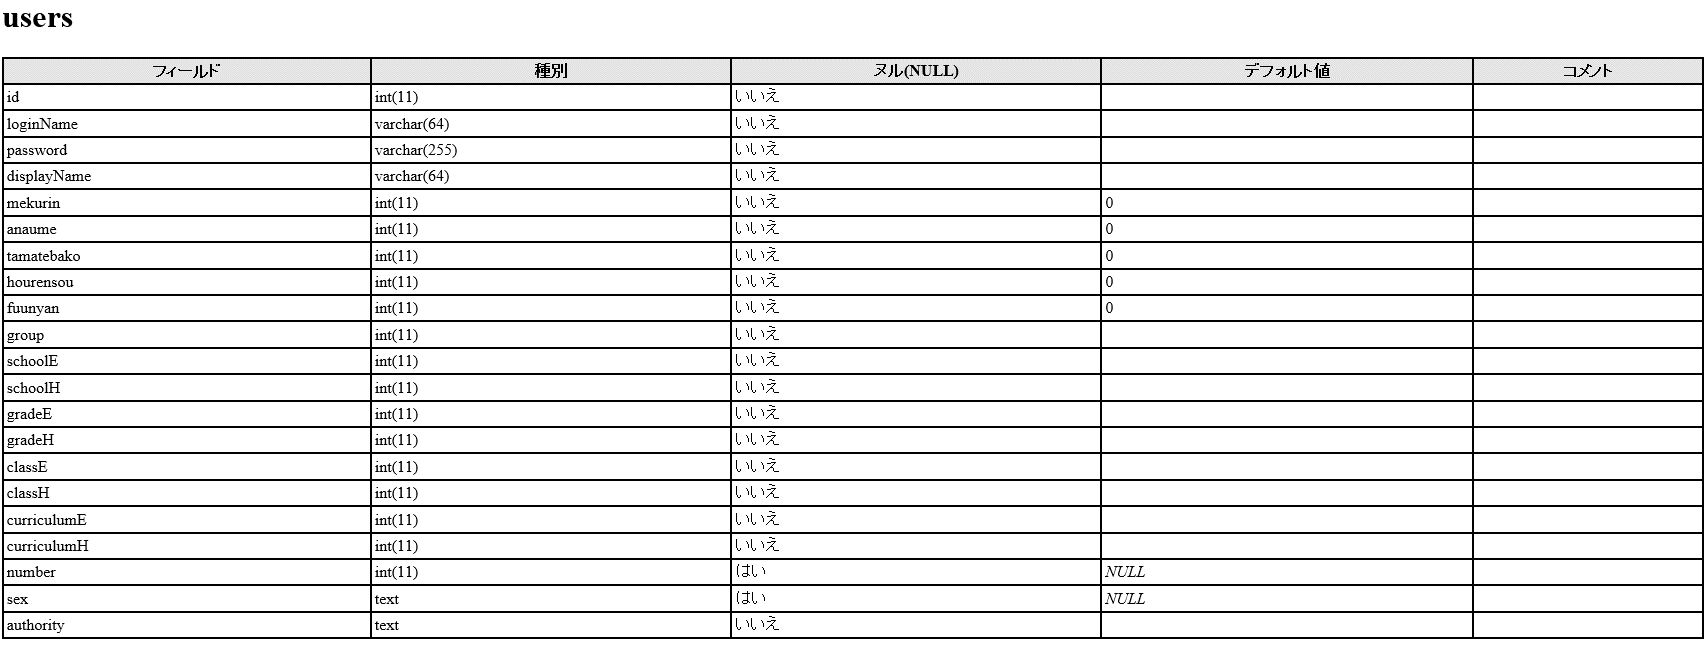 users
フィールド 種別 ヌル(NULL) デフォルト値 コメント
id int(11) いいえ
loginName varchar(64) いいえ
password varchar(255) いいえ
displayName varchar(64) いいえ
mekurin int(11) いいえ 0
anaume int(11) いいえ 0
tamatebako int(11) いいえ 0
hourensou int(11) いいえ 0
fuunyan int(11) いいえ 0
group int(11) いいえ
schoolE int(11) いいえ
schoolH int(11) いいえ
gradeE int(11) いいえ
gradeH int(11) いいえ
classE int(11) いいえ
classH int(11) いいえ
curriculumE int(11) いいえ
curriculumH int(11) いいえ
number int(11) はい NULL
sex text はい NULL
authority text いいえ